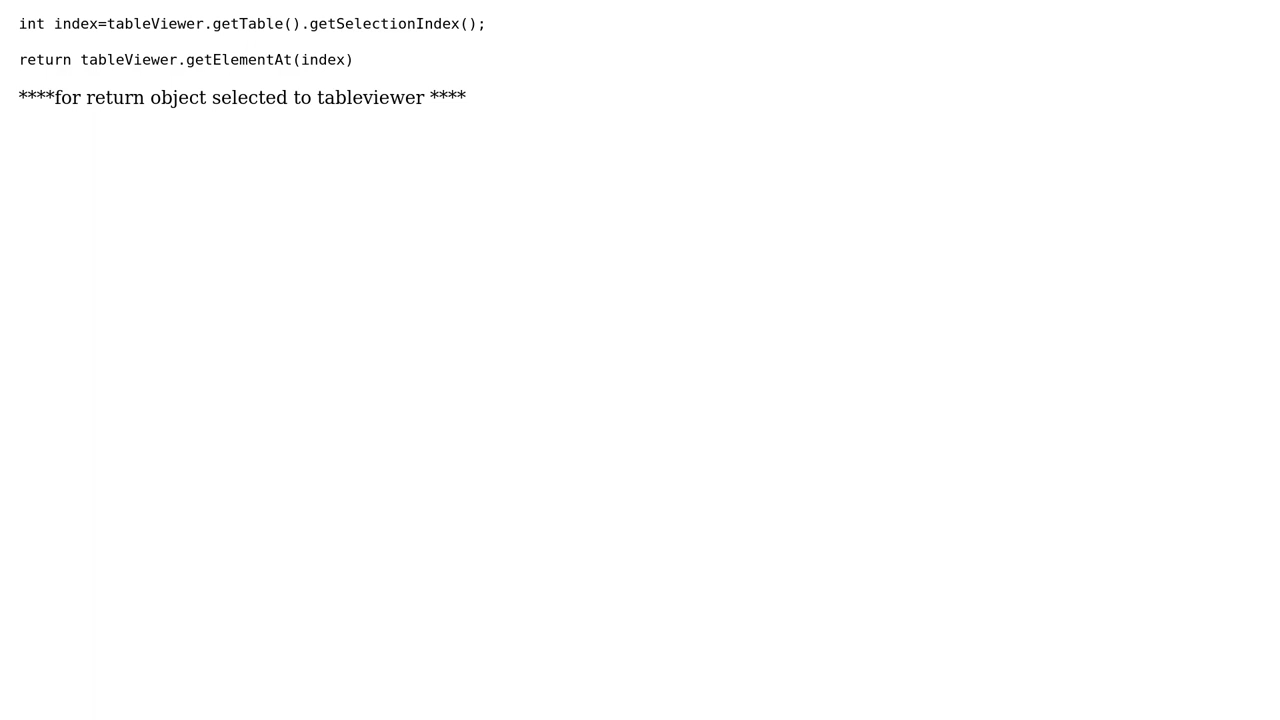 int index=tableViewer.getTable().getSelectionIndex();
return tableViewer.getElementAt(index)
****for return object selected to tableviewer ****